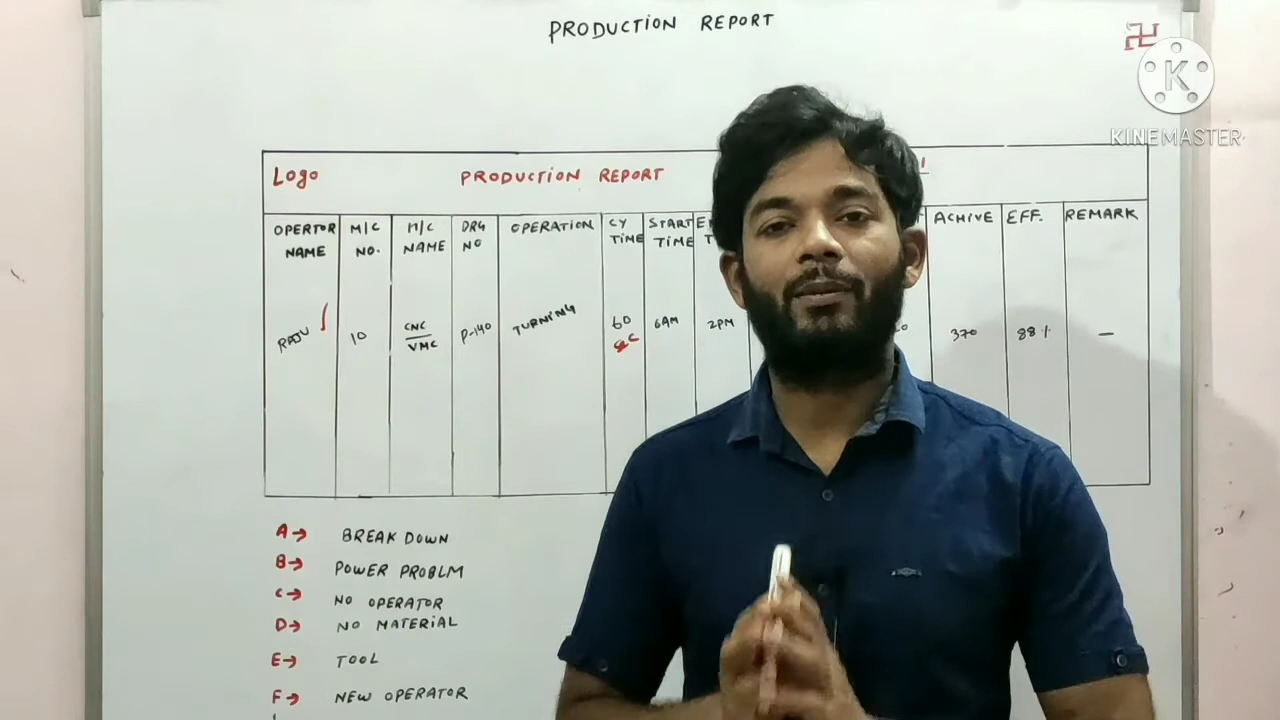 PRODUCTION REPORT
卐
K
KINEMASTER
Logo PRODUCTION REPORT
OPERTOR NAME M/C NO. M/C NAME DRG NO OPERATION CY TIME START TIME ACHIVE EFF. REMARK
RAJU 10 CNC/VMC P-140 TURNING 60 6AM 2PM 370 88% —
A→ BREAK DOWN
B→ POWER PROBLM
C→ NO OPERATOR
D→ NO MATERIAL
E→ TOOL
F→ NEW OPERATOR